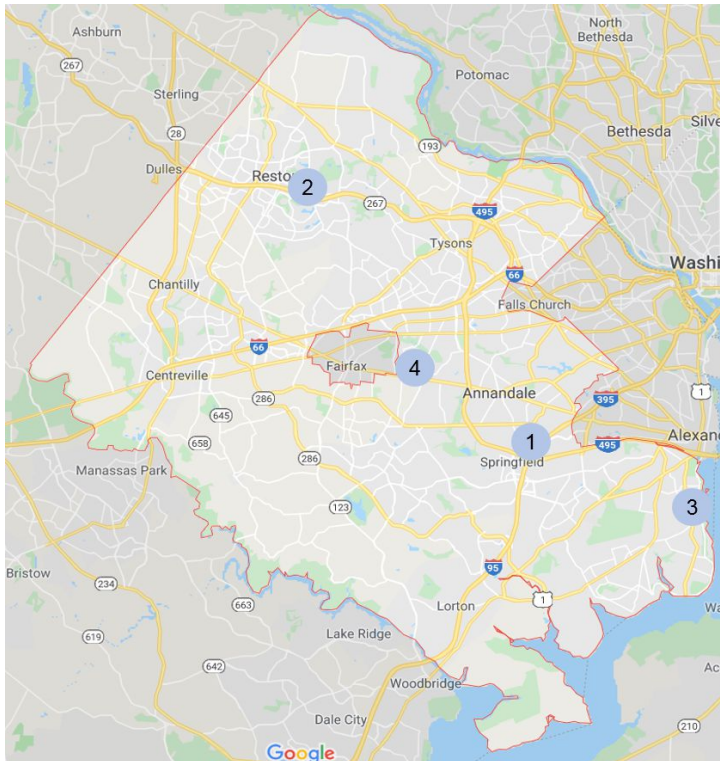 North
Bethesda
Ashburn
267
Potomac
Sterling
Silve
Bethesda
28
193
Dulles
Resto
2
267
495
Tysons
Washi
66
Chantilly
Falls Church
66
Fairfax
4
Centreville
1
286
Annandale
395
645
1
Alexan
658
495
Springfield
286
Manassas Park
123
3
95
Bristow
234
1
663
Lorton
619
Lake Ridge
Wa
642
Ac
Woodbridge
Dale City
210
Google